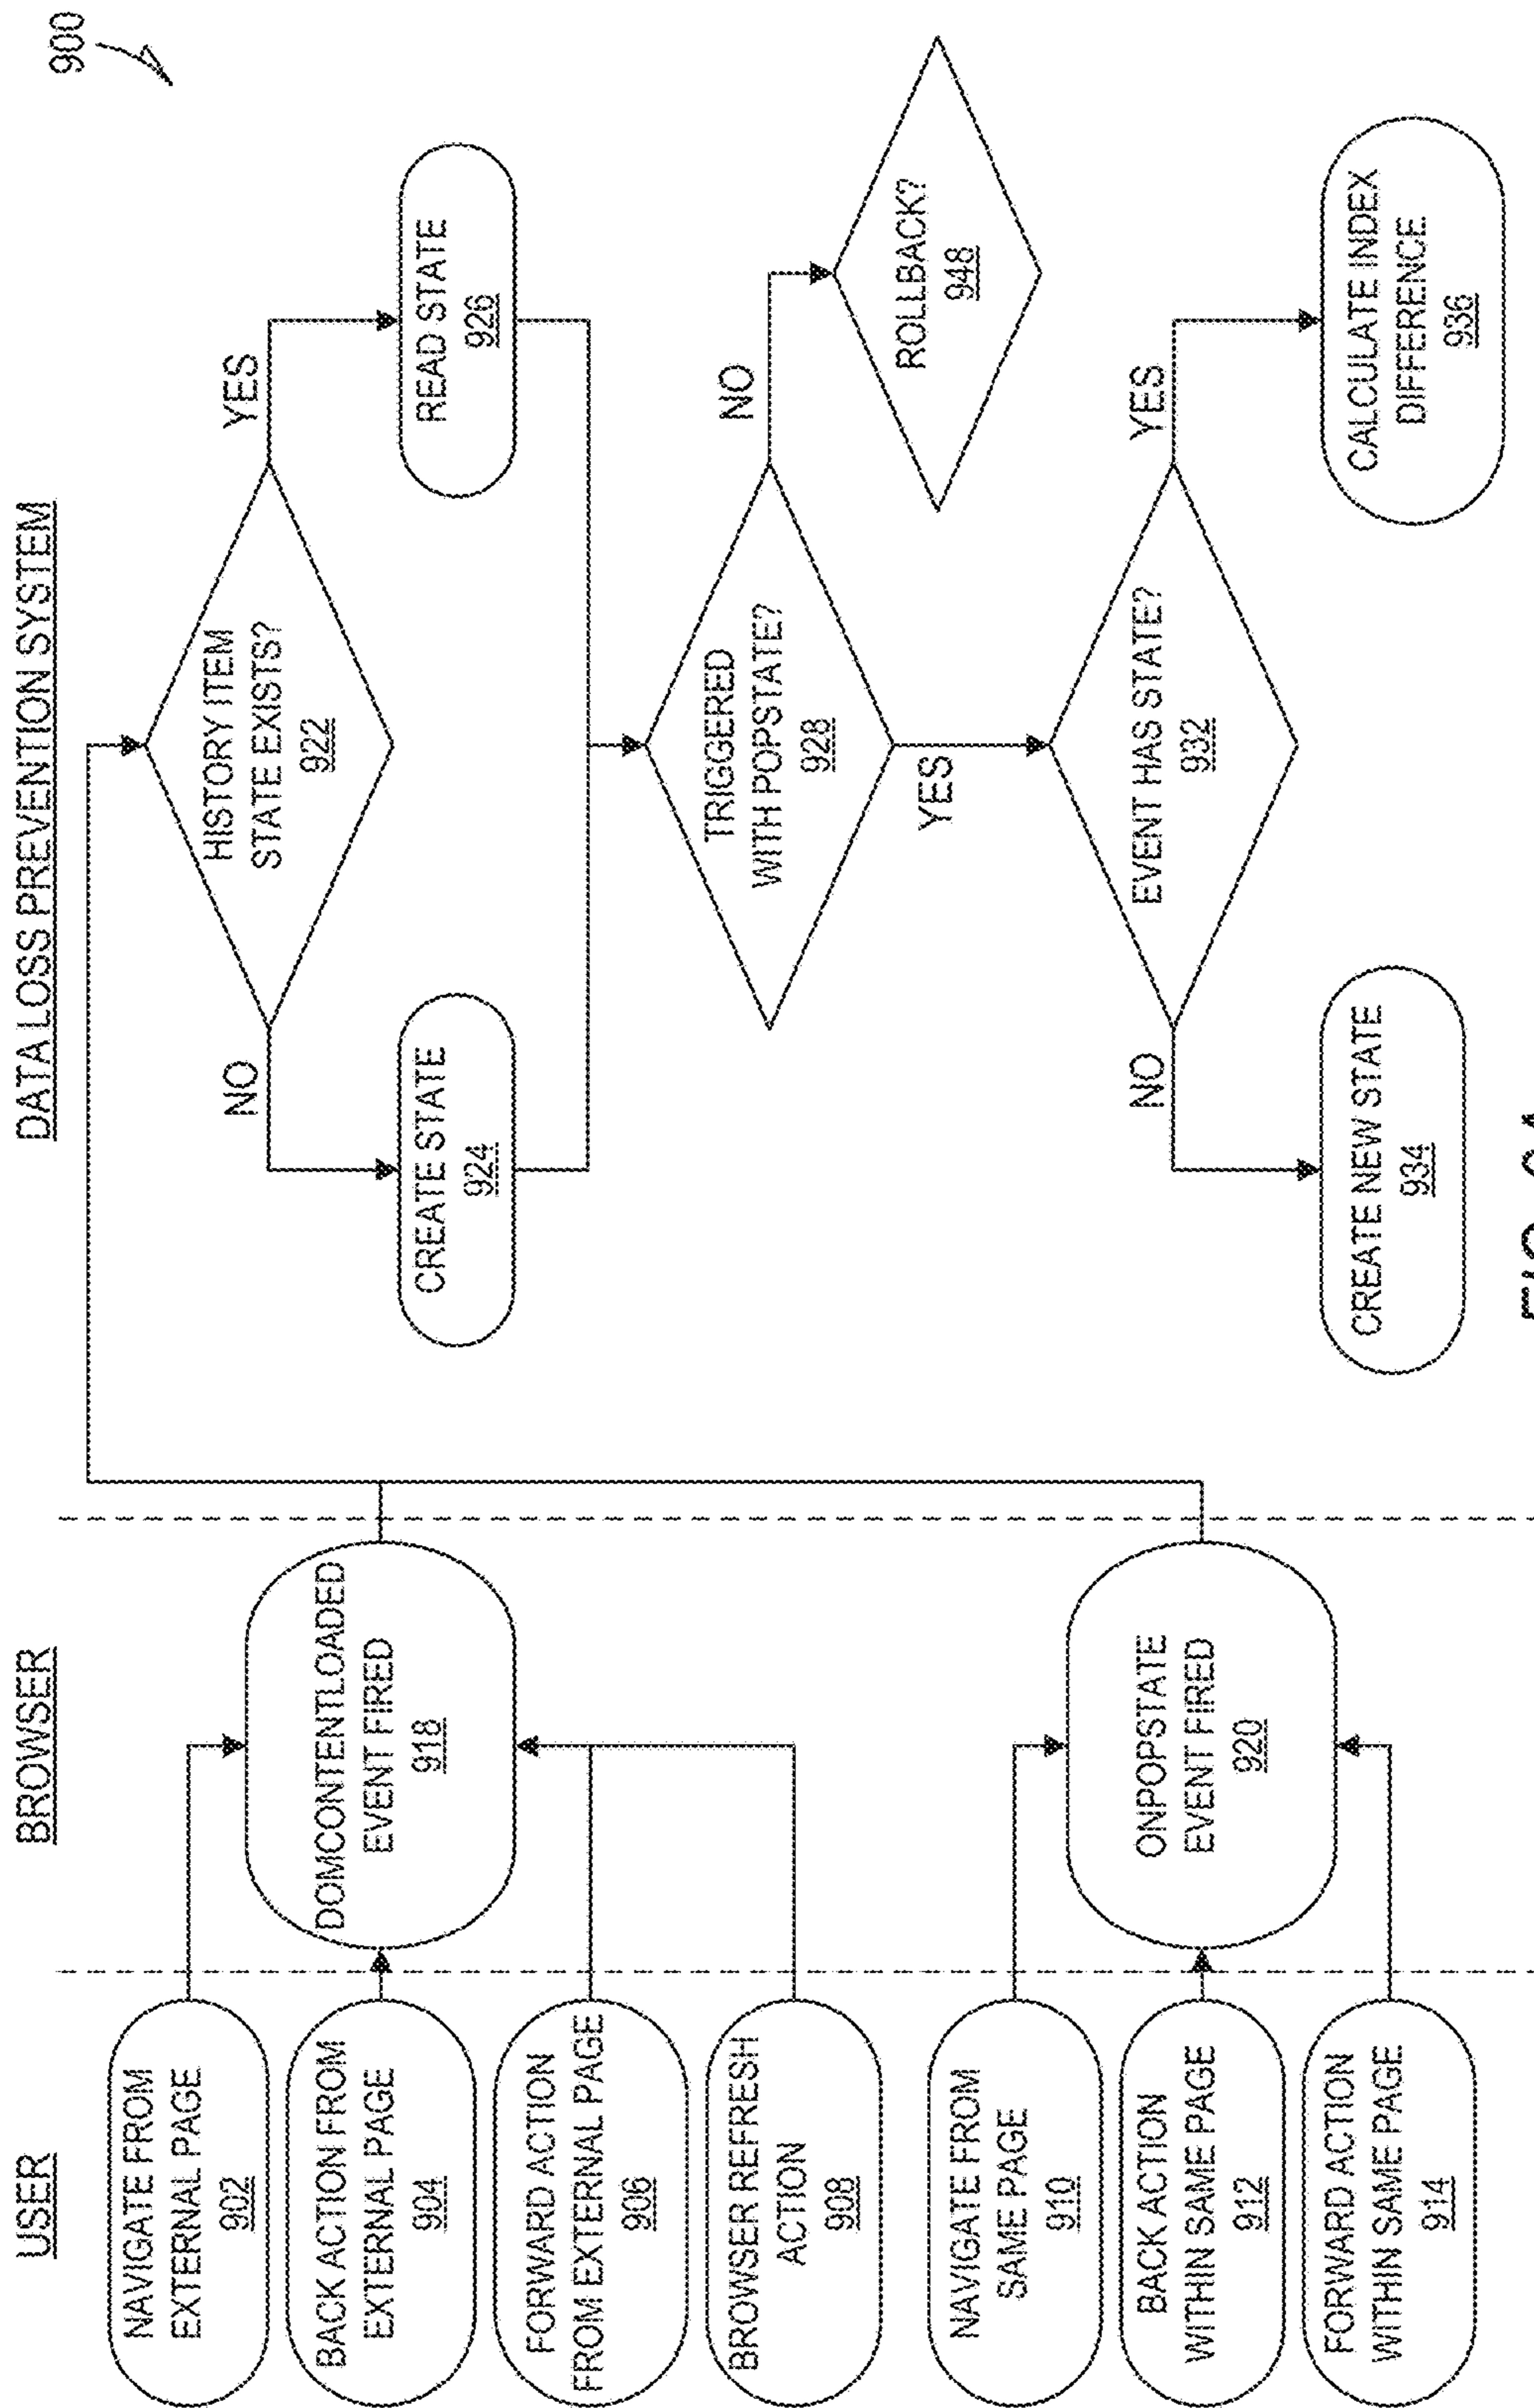 900
USER
BROWSER
DATA LOSS PREVENTION SYSTEM
NAVIGATE FROM
EXTERNAL PAGE
902
BACK ACTION FROM
EXTERNAL PAGE
904
FORWARD ACTION
FROM EXTERNAL PAGE
906
BROWSER REFRESH
ACTION
908
NAVIGATE FROM
SAME PAGE
910
BACK ACTION
WITHIN SAME PAGE
912
FORWARD ACTION
WITHIN SAME PAGE
914
DOMCONTENTLOADED
EVENT FIRED
918
ONPOPSTATE
EVENT FIRED
920
HISTORY ITEM
STATE EXISTS?
922
NO
YES
CREATE STATE
924
READ STATE
926
TRIGGERED
WITH POPSTATE?
928
NO
YES
ROLLBACK?
948
EVENT HAS STATE?
932
NO
YES
CREATE NEW STATE
934
CALCULATE INDEX
DIFFERENCE
936